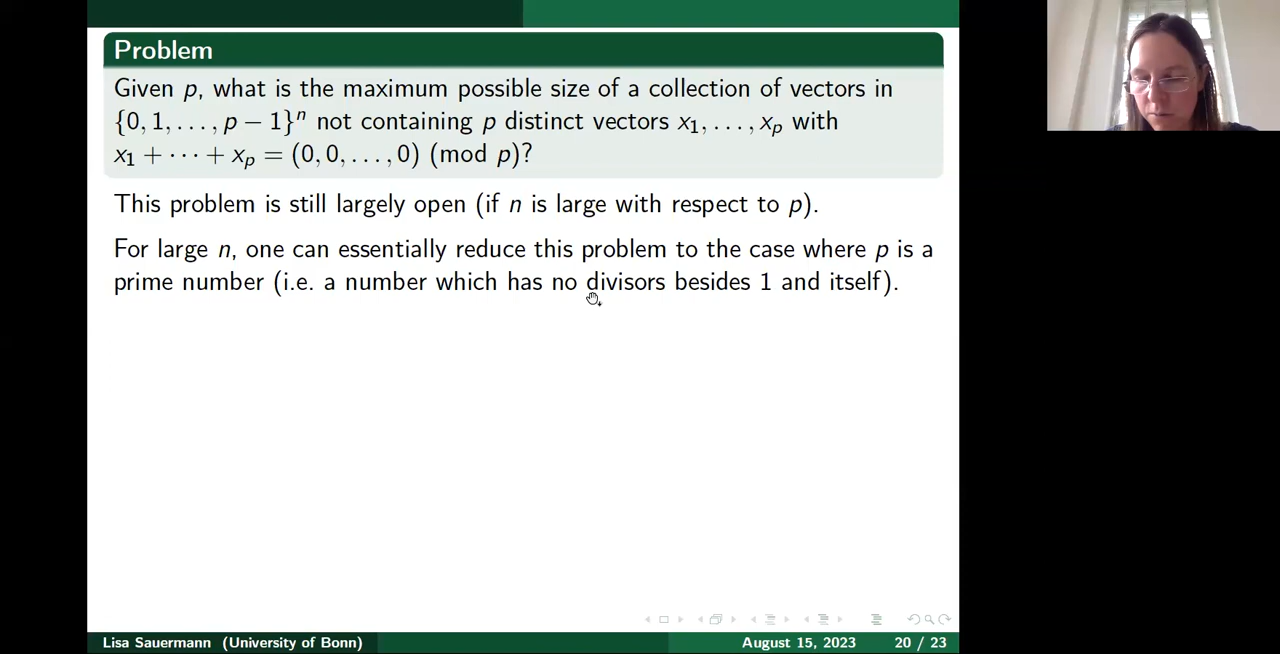 Problem
Given p, what is the maximum possible size of a collection of vectors in
{0, 1, . . . , p − 1}ⁿ not containing p distinct vectors x₁, . . . , xₚ with
x₁ + · · · + xₚ = (0, 0, . . . , 0) (mod p)?
This problem is still largely open (if n is large with respect to p).
For large n, one can essentially reduce this problem to the case where p is a
prime number (i.e. a number which has no divisors besides 1 and itself).
Lisa Sauermann (University of Bonn) August 15, 2023 20 / 23